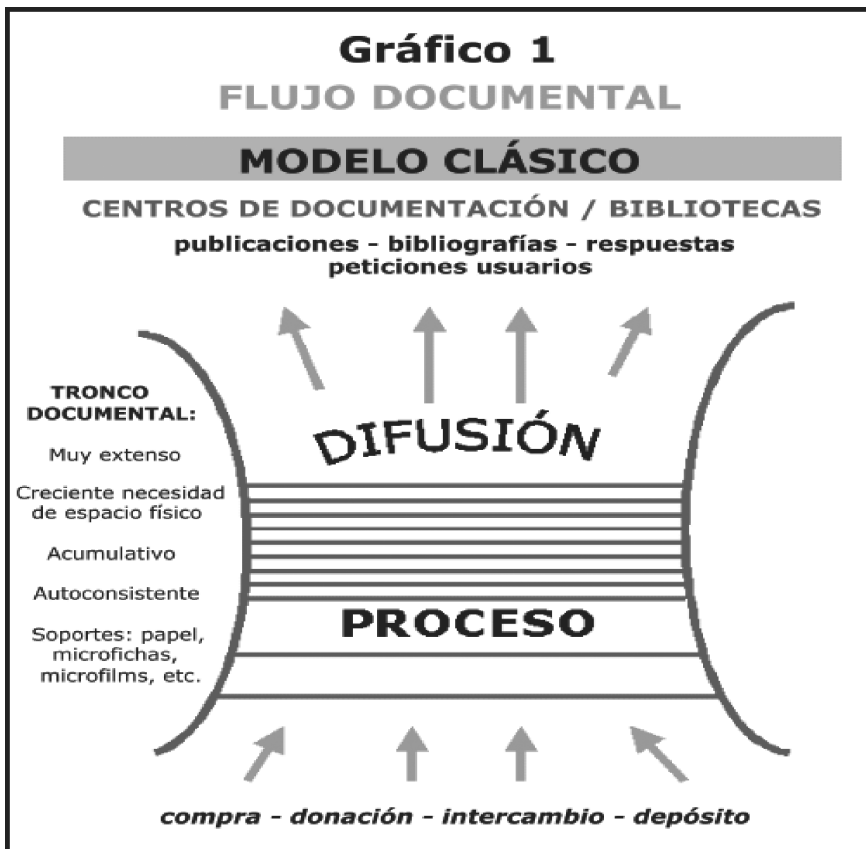 Gráfico 1
FLUJO DOCUMENTAL
MODELO CLÁSICO
CENTROS DE DOCUMENTACIÓN / BIBLIOTECAS
publicaciones - bibliografías - respuestas
peticiones usuarios
TRONCO
DOCUMENTAL:
Muy extenso
Creciente necesidad
de espacio físico
Acumulativo
Autoconsistente
Soportes: papel,
microfichas,
microfilms, etc.
DIFUSIÓN
PROCESO
compra - donación - intercambio - depósito